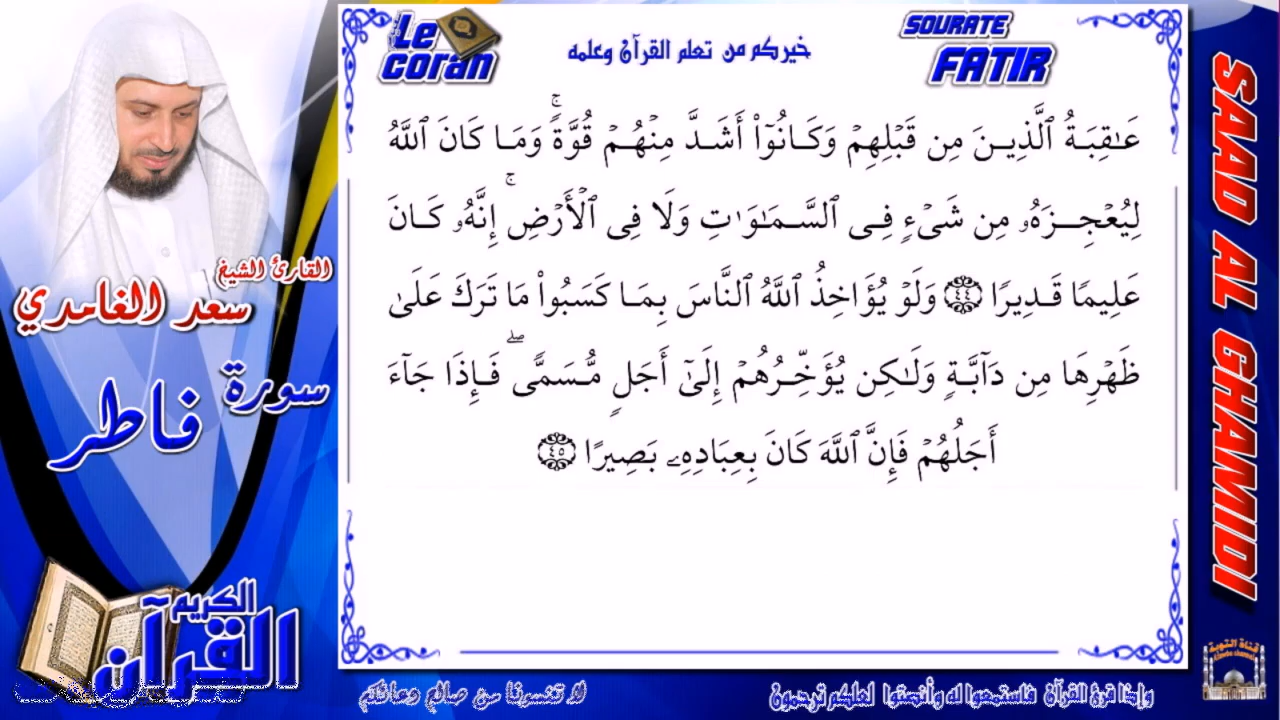 Le
coran
خيركم من تعلم القرآن وعلمه
SOURATE
FATIR
عَـٰقِبَةُ ٱلَّذِينَ مِن قَبْلِهِمْ وَكَانُوٓا۟ أَشَدَّ مِنْهُمْ قُوَّةً ۚ وَمَا كَانَ ٱللَّهُ
لِيُعْجِزَهُۥ مِن شَىْءٍ فِى ٱلسَّمَـٰوَٰتِ وَلَا فِى ٱلْأَرْضِ ۚ إِنَّهُۥ كَانَ
عَلِيمًا قَدِيرًا ٤٤ وَلَوْ يُؤَاخِذُ ٱللَّهُ ٱلنَّاسَ بِمَا كَسَبُوا۟ مَا تَرَكَ عَلَىٰ
ظَهْرِهَا مِن دَآبَّةٍ وَلَـٰكِن يُؤَخِّرُهُمْ إِلَىٰٓ أَجَلٍ مُّسَمًّى ۖ فَإِذَا جَآءَ
أَجَلُهُمْ فَإِنَّ ٱللَّهَ كَانَ بِعِبَادِهِۦ بَصِيرًا ٤٥
القارئ الشيخ
سعد الغامدي
سورة فاطر
القرآن الكريم
SAAD AL GHAMIDI
وإذا قرئ القرآن فاستمعوا له وأنصتوا لعلكم ترحمون
لا تنسونا من صالح دعائكم
قناة التوبة